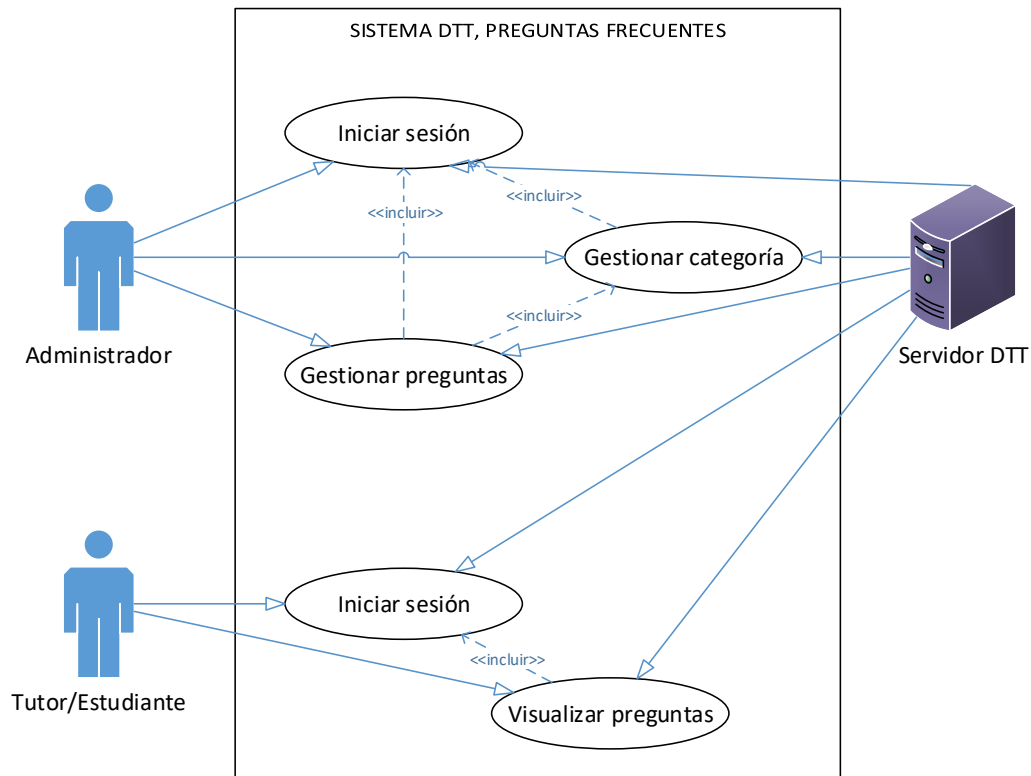 SISTEMA DTT, PREGUNTAS FRECUENTES
Iniciar sesión
<<incluir>>
<<incluir>>
Gestionar categoría
<<incluir>>
Administrador
Gestionar preguntas
Servidor DTT
Iniciar sesión
<<incluir>>
Tutor/Estudiante
Visualizar preguntas